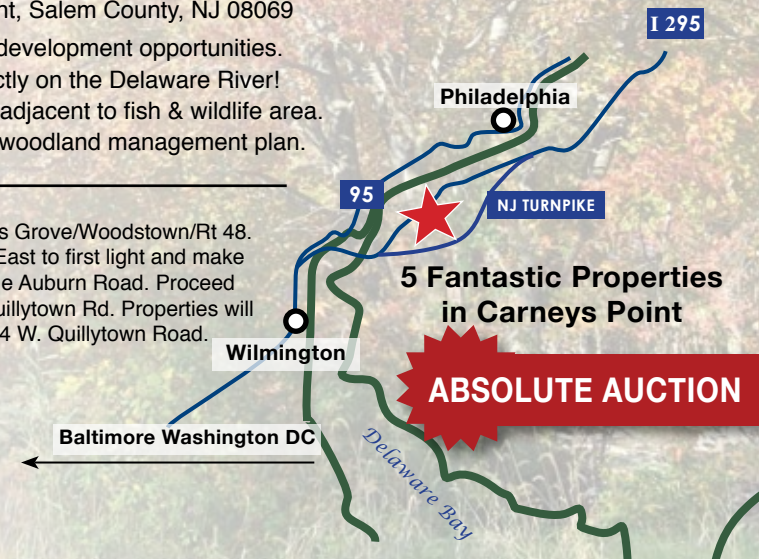 nt, Salem County, NJ 08069
development opportunities.
ctly on the Delaware River!
adjacent to fish & wildlife area.
woodland management plan.
s Grove/Woodstown/Rt 48.
East to first light and make
e Auburn Road. Proceed
uillytown Rd. Properties will
4 W. Quillytown Road.
I 295
Philadelphia
95
NJ TURNPIKE
5 Fantastic Properties
in Carneys Point
Wilmington
ABSOLUTE AUCTION
Baltimore Washington DC
Delaware Bay